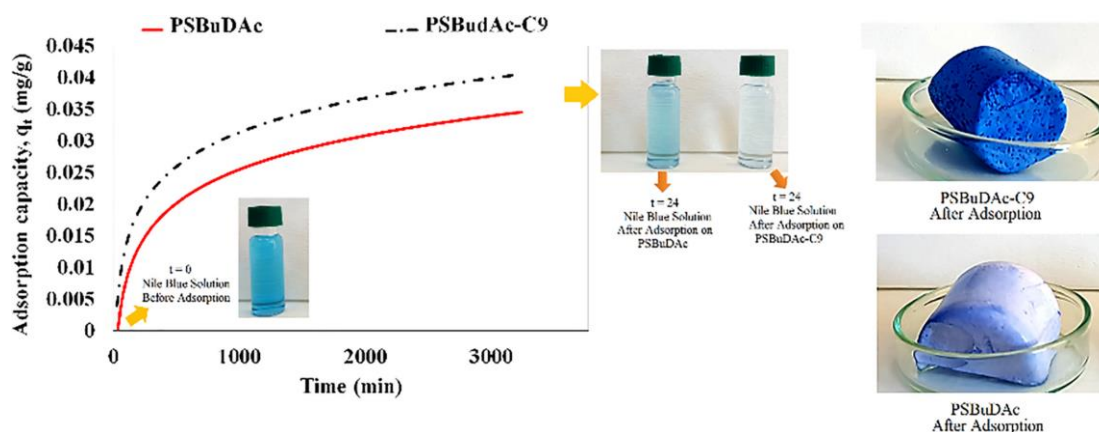 PSBuDAc
PSBudAc-C9
Adsorption capacity, qt (mg/g)
0.045
0.04
0.035
0.03
0.025
0.02
0.015
0.01
0.005
0
0
1000
2000
3000
Time (min)
t = 0
Nile Blue Solution
Before Adsorption
t = 24
Nile Blue Solution
After Adsorption on
PSBuDAc
t = 24
Nile Blue Solution
After Adsorption on
PSBuDAc-C9
PSBuDAc-C9
After Adsorption
PSBuDAc
After Adsorption